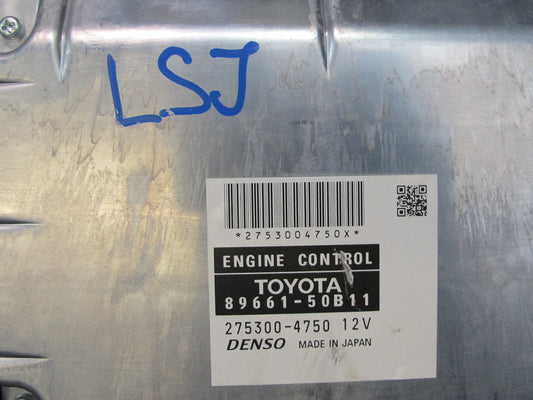 LSJ
*2753004750X*
ENGINE CONTROL
TOYOTA
89661-50B11
275300-4750 12V
DENSO MADE IN JAPAN